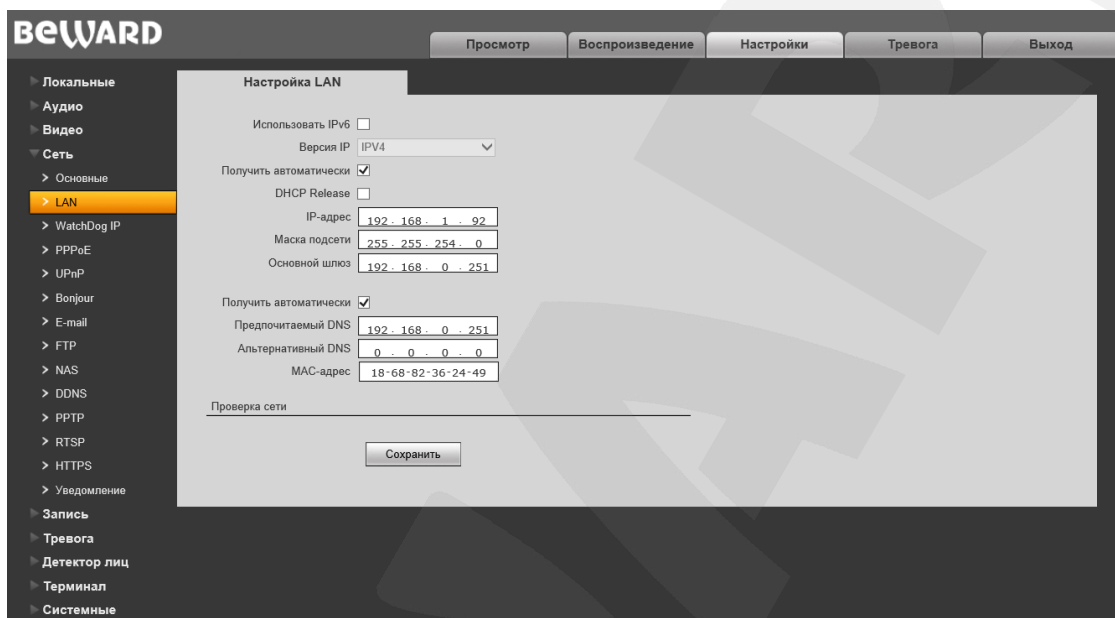 BEWARD
Просмотр
Воспроизведение
Настройки
Тревога
Выход
Локальные
Аудио
Видео
Сеть
Основные
LAN
WatchDog IP
PPPoE
UPnP
Bonjour
E-mail
FTP
NAS
DDNS
PPTP
RTSP
HTTPS
Уведомление
Запись
Тревога
Детектор лиц
Терминал
Системные
Настройка LAN
Использовать IPv6
Версия IP IPV4
Получить автоматически
DHCP Release
IP-адрес 192 . 168 . 1 . 92
Маска подсети 255 . 255 . 254 . 0
Основной шлюз 192 . 168 . 0 . 251
Получить автоматически
Предпочитаемый DNS 192 . 168 . 0 . 251
Альтернативный DNS 0 . 0 . 0 . 0
MAC-адрес 18-68-82-36-24-49
Проверка сети
Сохранить